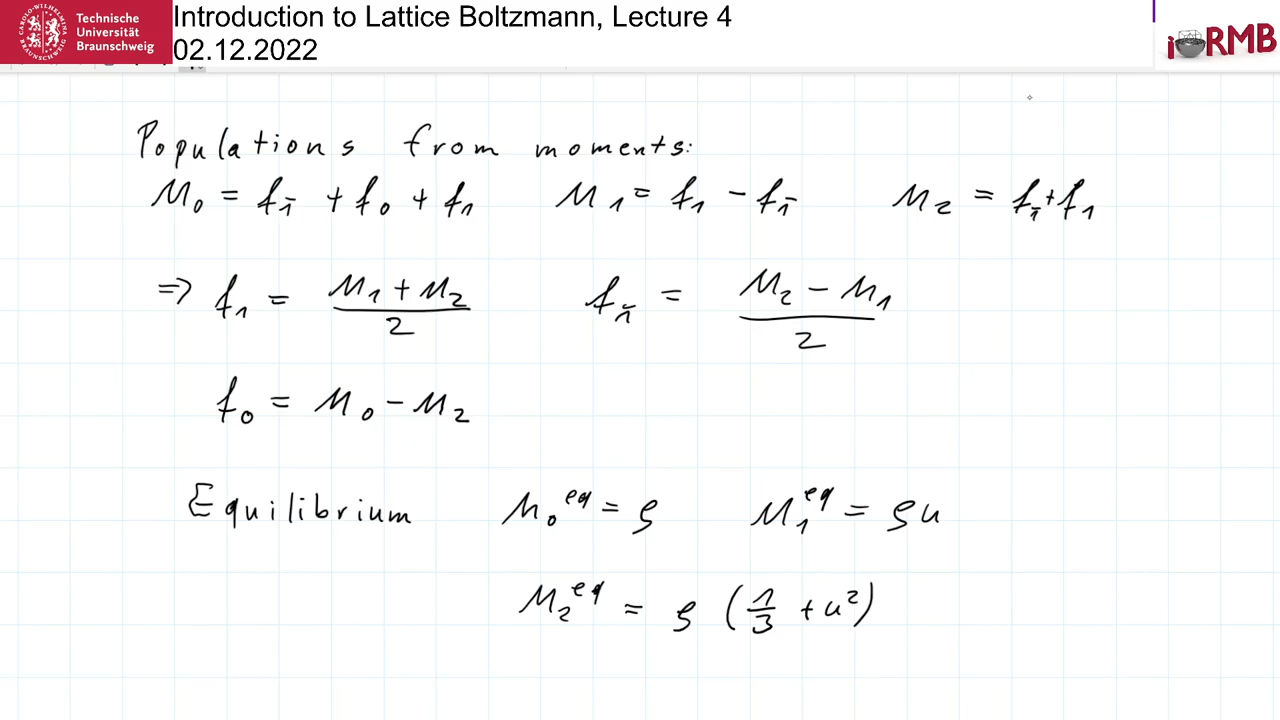 Technische
Universität
Braunschweig
Introduction to Lattice Boltzmann, Lecture 4
02.12.2022
iRMB
Populations from moments:
M₀ = f₁̄ + f₀ + f₁ M₁ = f₁ - f₁̄ M₂ = f₁̄ + f₁
⇒ f₁ = (M₁ + M₂)/2 f₁̄ = (M₂ - M₁)/2
f₀ = M₀ - M₂
Equilibrium M₀^eq = ρ M₁^eq = ρu
M₂^eq = ρ (1/3 + u²)